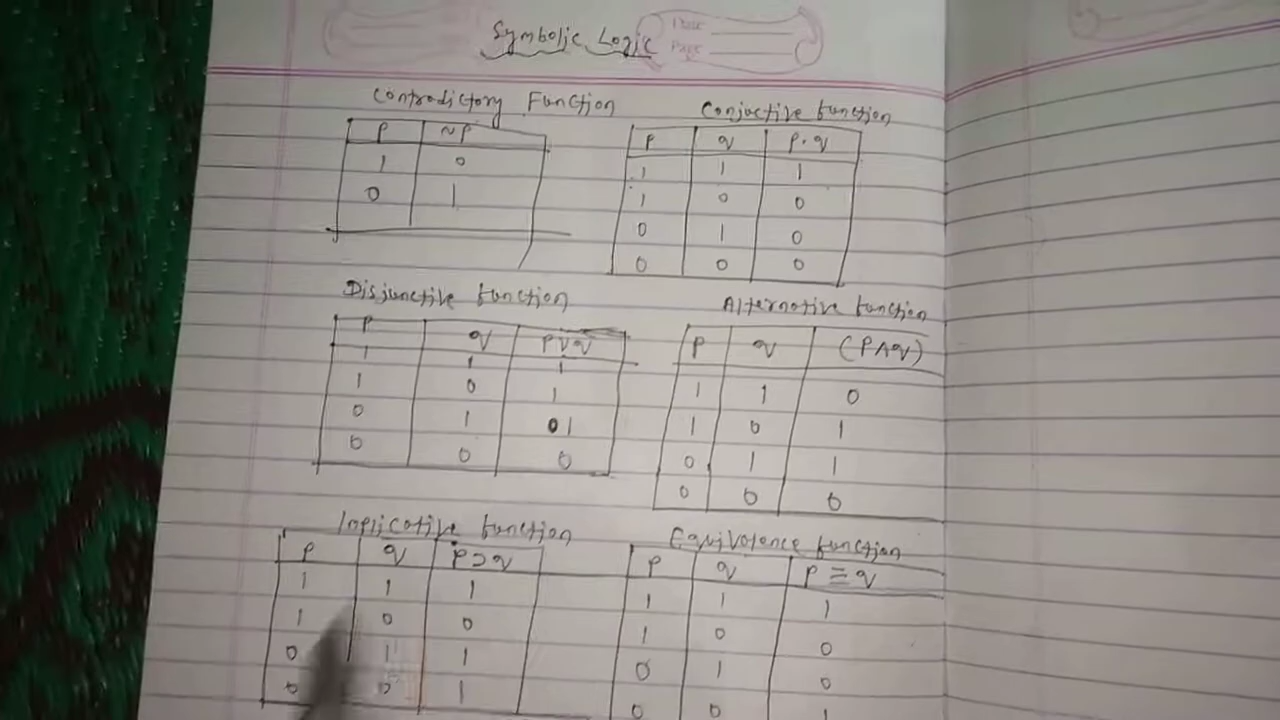 Symbolic Logic
Date
Page
Contradictory Function
P ~P
1 0
0 1
Conjuctive function
P q P.q
1 1 1
1 0 0
0 1 0
0 0 0
Disjunctive function
P q P∨q
1 1 1
1 0 1
0 1 01
0 0 0
Alternative function
P q (P∧q)
1 1 0
1 0 1
0 1 1
0 0 0
Implicative function
P q P⊃q
1 1 1
1 0 0
0 1 1
0 0 1
Equivalence function
P q P≡q
1 1 1
1 0 0
0 1 0
0 0 1